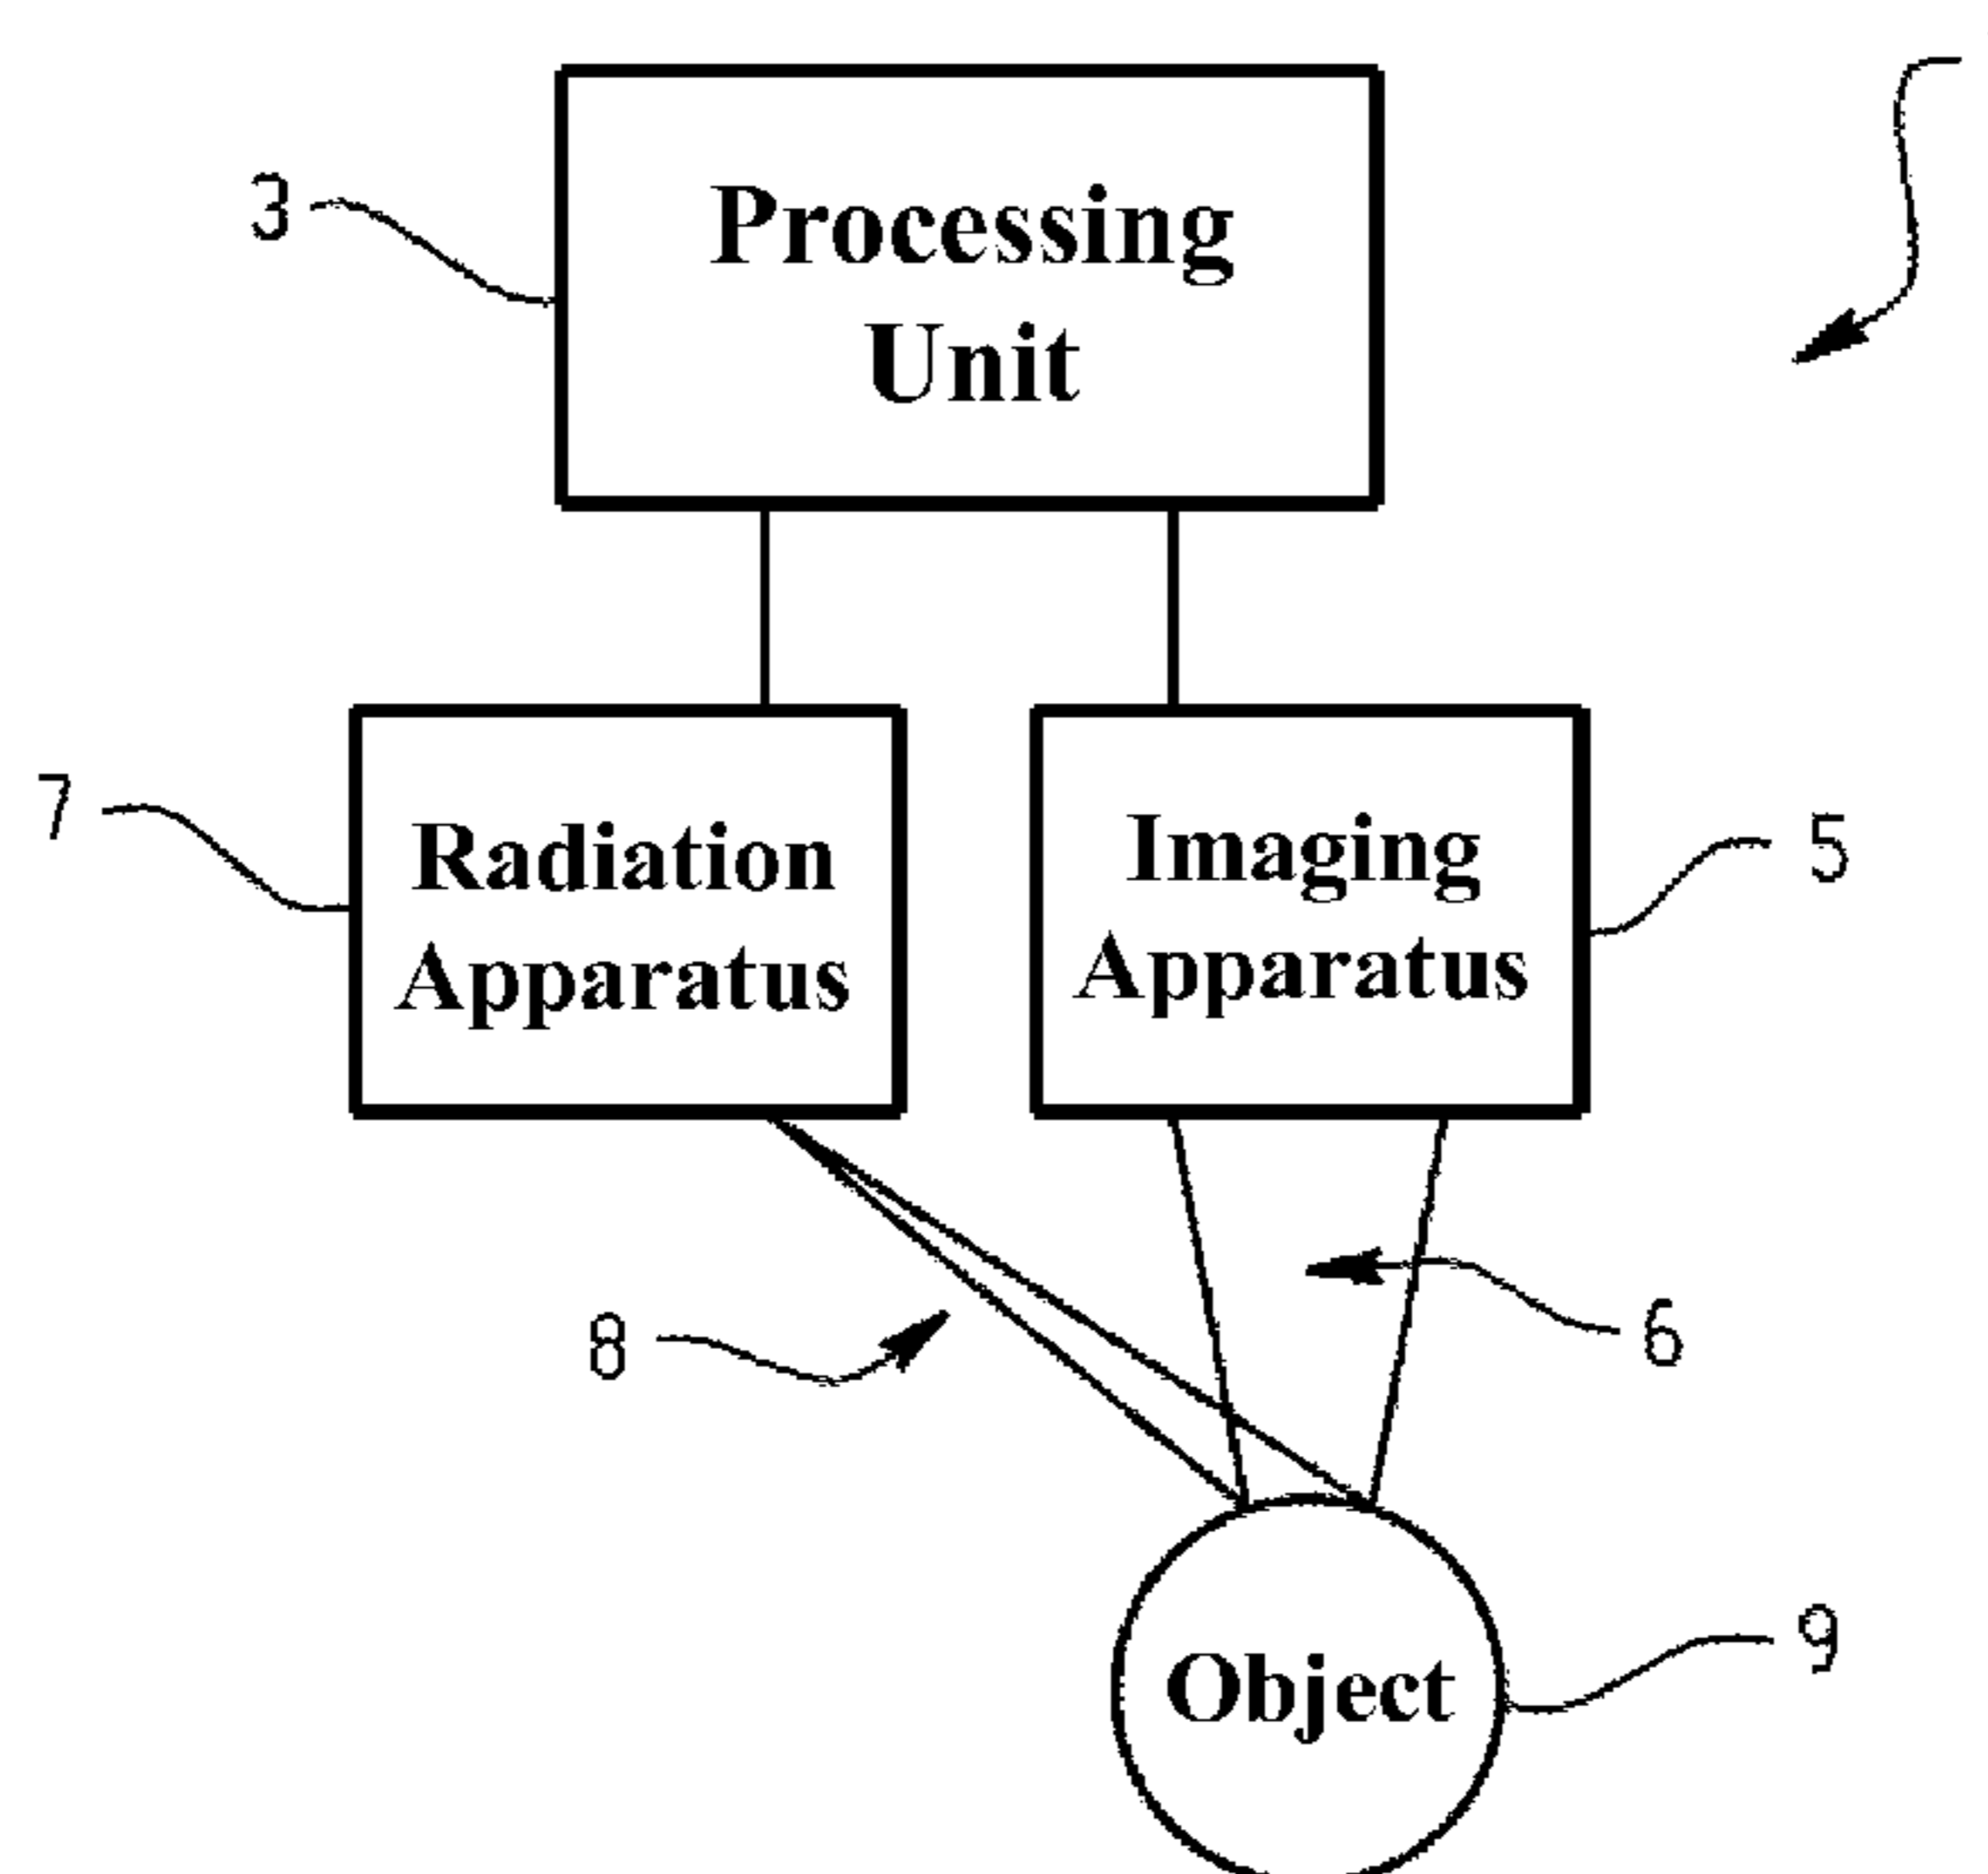 3
Processing
Unit
7
Radiation
Apparatus
Imaging
Apparatus
5
8
6
Object
9